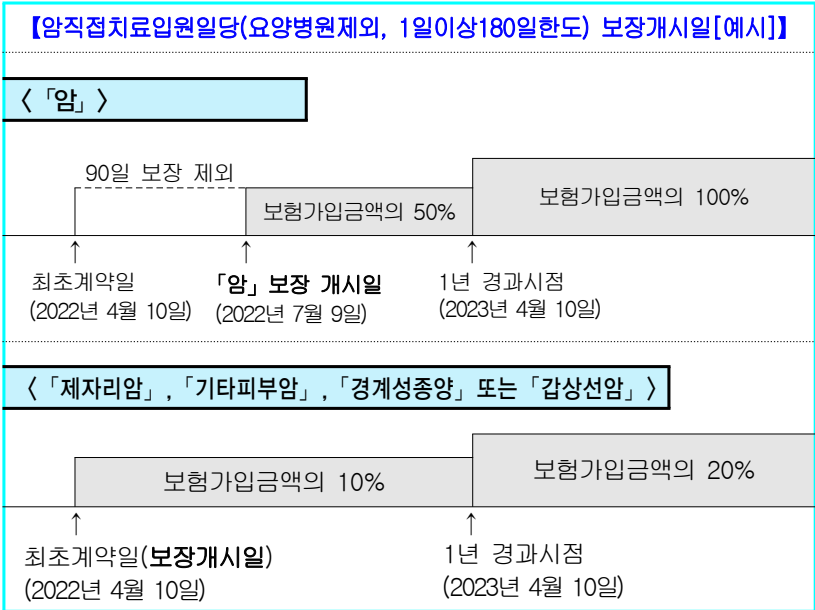 【암직접치료입원일당(요양병원제외, 1일이상180일한도) 보장개시일[예시]】
〈「암」〉
90일 보장 제외
보험가입금액의 50%
보험가입금액의 100%
↑ ↑ ↑
최초계약일 「암」보장 개시일 1년 경과시점
(2022년 4월 10일) (2022년 7월 9일) (2023년 4월 10일)
〈「제자리암」,「기타피부암」,「경계성종양」또는「갑상선암」〉
보험가입금액의 10%
보험가입금액의 20%
↑ ↑
최초계약일(보장개시일) 1년 경과시점
(2022년 4월 10일) (2023년 4월 10일)